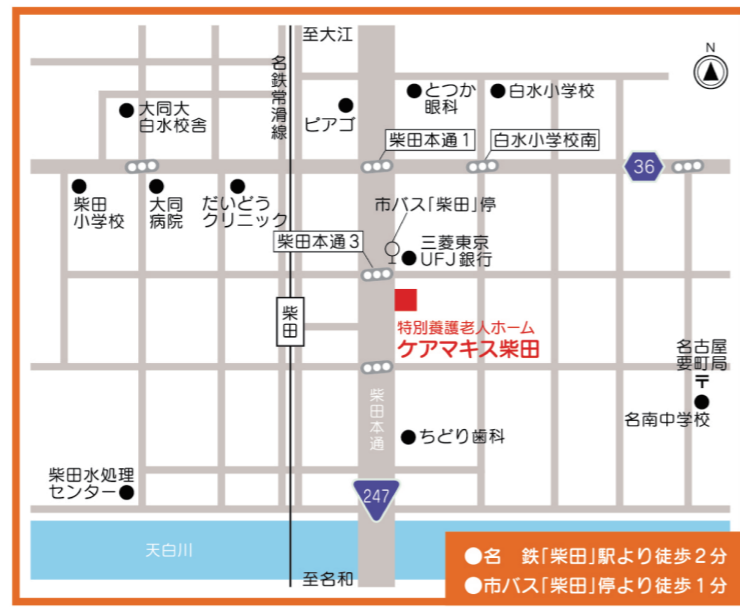 至大江
N
名鉄常滑線
大同大
白水校舎
ピアゴ
とつか
眼科
白水小学校
柴田本通1
白水小学校南
36
柴田
小学校
大同
病院
だいどう
クリニック
市バス「柴田」停
柴田本通3
三菱東京
UFJ銀行
柴田
特別養護老人ホーム
ケアマキス柴田
名古屋
要町局
〒
名南中学校
柴田本通
ちどり歯科
柴田水処理
センター
247
天白川
至名和
●名　鉄「柴田」駅より徒歩2分
●市バス「柴田」停より徒歩1分